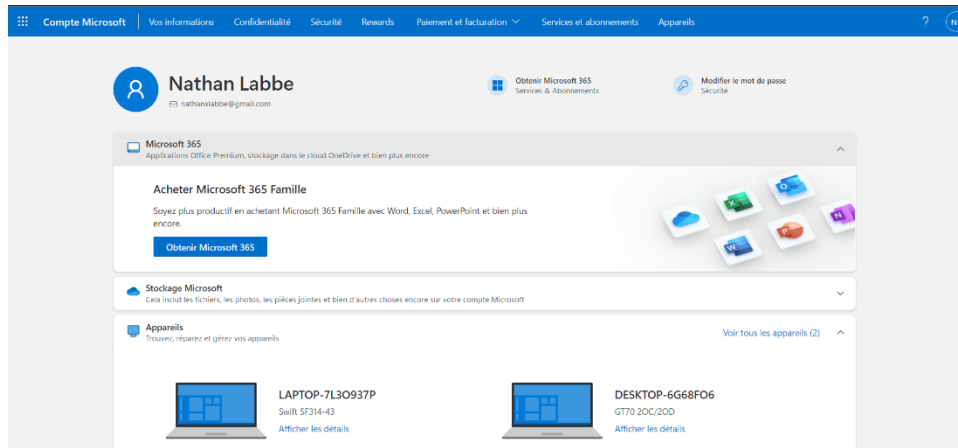 Compte Microsoft Vos informations Confidentialité Sécurité Rewards Paiement et facturation Services et abonnements Appareils ?
Nathan Labbe
nathanxlabbe@gmail.com
Obtenir Microsoft 365
Services & Abonnements
Modifier le mot de passe
Sécurité
Microsoft 365
Applications Office Premium, stockage dans le cloud OneDrive et bien plus encore
Acheter Microsoft 365 Famille
Soyez plus productif en achetant Microsoft 365 Famille avec Word, Excel, PowerPoint et bien plus
encore.
Obtenir Microsoft 365
Stockage Microsoft
Cela inclut les fichiers, les photos, les pièces jointes et bien d'autres choses encore sur votre compte Microsoft
Appareils
Trouvez, réparez et gérez vos appareils
Voir tous les appareils (2)
LAPTOP-7L3O937P
Swift SF314-43
Afficher les détails
DESKTOP-6G68FO6
GT70 2OC/2OD
Afficher les détails